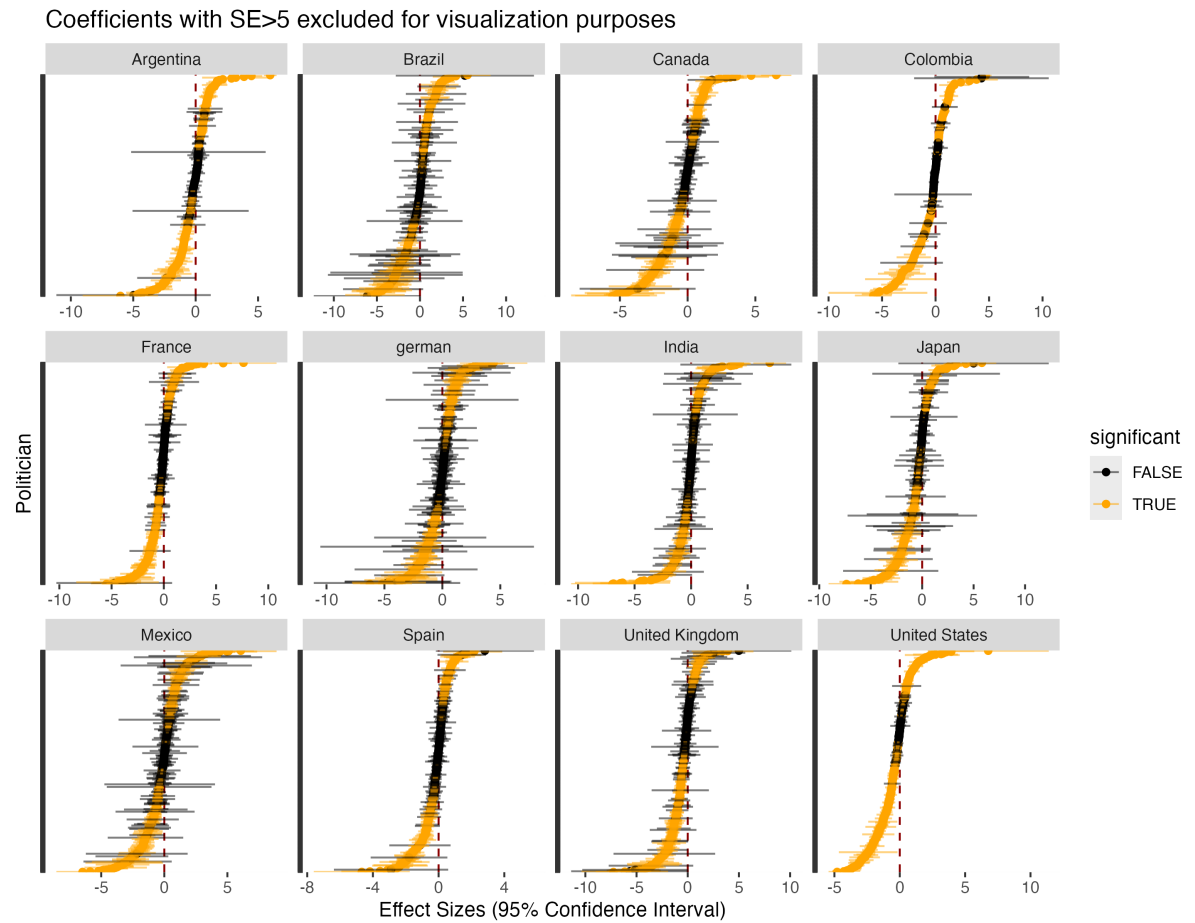 Coefficients with SE>5 excluded for visualization purposes
Argentina Brazil Canada Colombia
-10 -5 0 5 -10 -5 0 5 10 -5 0 5 -10 -5 0 5 10
France german India Japan
-10 -5 0 5 10 -10 -5 0 5 -10 -5 0 5 -10 -5 0 5 10
Politician
significant
FALSE
TRUE
Mexico Spain United Kingdom United States
-5 0 5 -8 -4 0 4 -10 -5 0 5 10 -5 0 5 10
Effect Sizes (95% Confidence Interval)